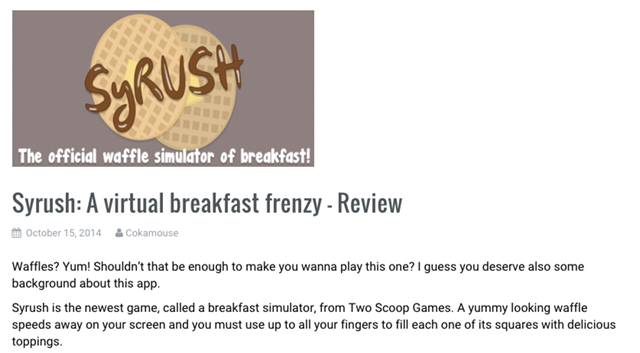 SyRUSH
The official waffle simulator of breakfast!
Syrush: A virtual breakfast frenzy - Review
October 15, 2014 Cokamouse
Waffles? Yum! Shouldn't that be enough to make you wanna play this one? I guess you deserve also some
background about this app.
Syrush is the newest game, called a breakfast simulator, from Two Scoop Games. A yummy looking waffle
speeds away on your screen and you must use up to all your fingers to fill each one of its squares with delicious
toppings.